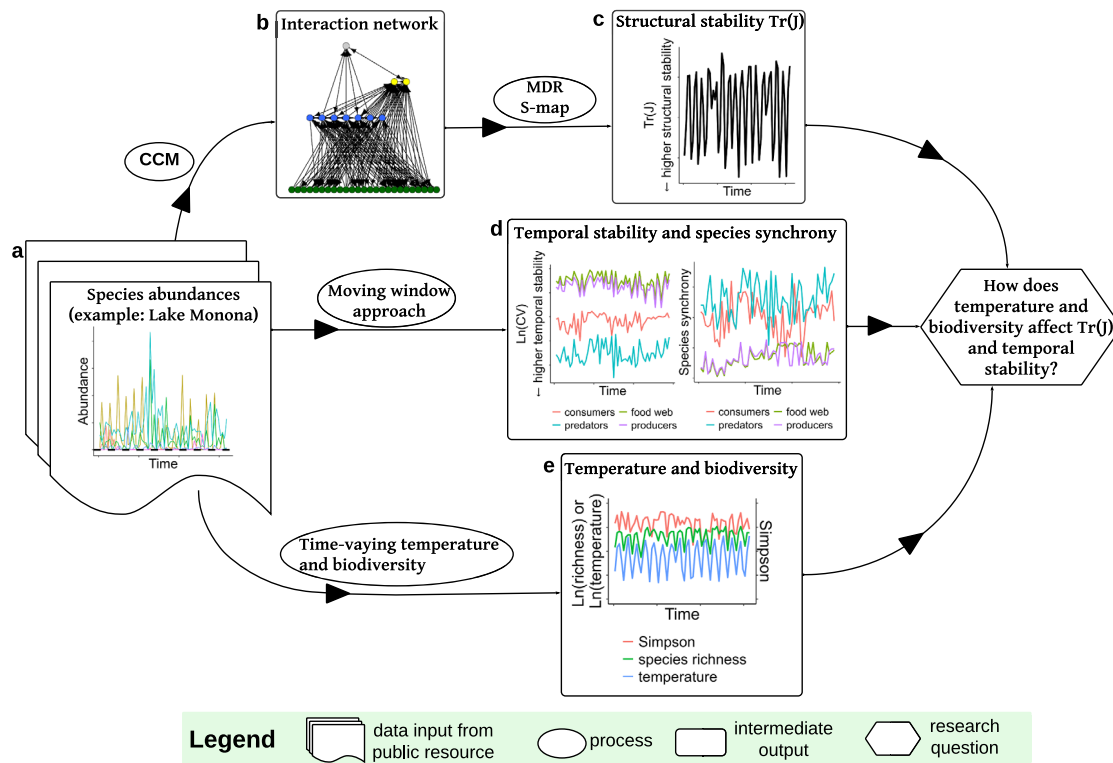 b
Interaction network
c
Structural stability Tr(J)
← higher structural stability
Tr(J)
Time
MDR
S-map
CCM
a
Species abundances
(example: Lake Monona)
Abundance
Time
Moving window
approach
d
Temporal stability and species synchrony
Ln(CV)
← higher temporal stability
Time
consumers
food web
predators
producers
Species synchrony
Time
consumers
food web
predators
producers
How does
temperature and
biodiversity affect Tr(J)
and temporal
stability?
Time-vaying temperature
and biodiversity
e
Temperature and biodiversity
Ln(richness) or
Ln(temperature)
Simpson
Time
Simpson
species richness
temperature
Legend
data input from
public resource
process
intermediate
output
research
question